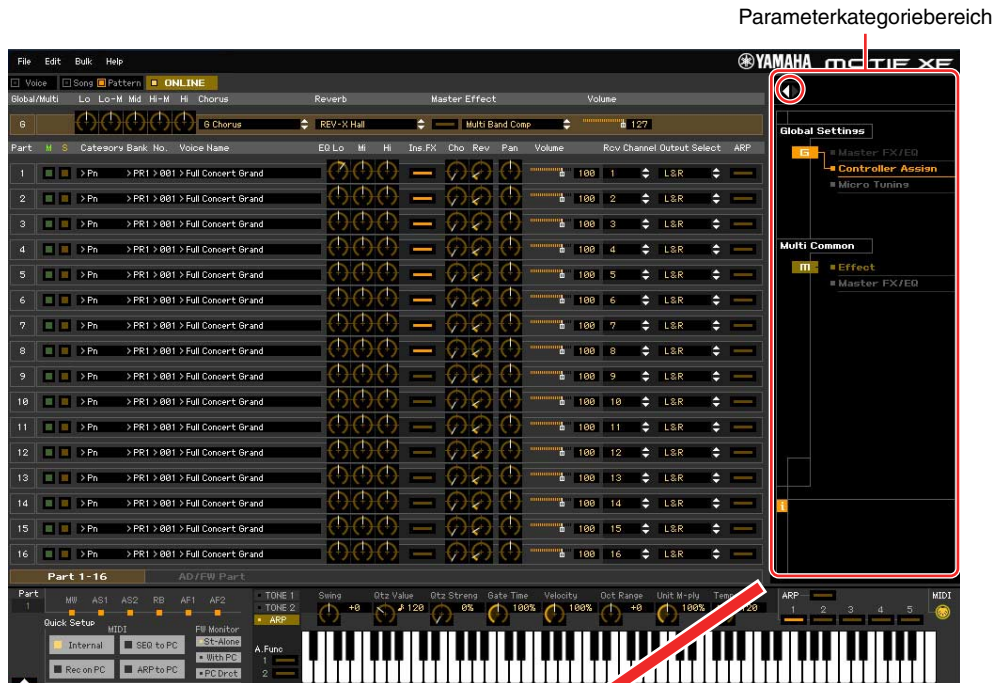 Parameterkategoriebereich
File Edit Bulk Help
YAMAHA MOTIF XF
Voice Song Pattern ONLINE
Global/Multi Lo Lo-M Mid Hi-M Hi Chorus Reverb Master Effect Volume
G G Chorus REV-X Hall Multi Band Comp 127
Part M S Category Bank No. Voice Name EQ Lo Mi Hi Ins.FX Cho Rev Pan Volume Rcv Channel Output Select ARP
1 > Pn > PR1 > 001 > Full Concert Grand 100 1 L&R
2 > Pn > PR1 > 001 > Full Concert Grand 100 2 L&R
3 > Pn > PR1 > 001 > Full Concert Grand 100 3 L&R
4 > Pn > PR1 > 001 > Full Concert Grand 100 4 L&R
5 > Pn > PR1 > 001 > Full Concert Grand 100 5 L&R
6 > Pn > PR1 > 001 > Full Concert Grand 100 6 L&R
7 > Pn > PR1 > 001 > Full Concert Grand 100 7 L&R
8 > Pn > PR1 > 001 > Full Concert Grand 100 8 L&R
9 > Pn > PR1 > 001 > Full Concert Grand 100 9 L&R
10 > Pn > PR1 > 001 > Full Concert Grand 100 10 L&R
11 > Pn > PR1 > 001 > Full Concert Grand 100 11 L&R
12 > Pn > PR1 > 001 > Full Concert Grand 100 12 L&R
13 > Pn > PR1 > 001 > Full Concert Grand 100 13 L&R
14 > Pn > PR1 > 001 > Full Concert Grand 100 14 L&R
15 > Pn > PR1 > 001 > Full Concert Grand 100 15 L&R
16 > Pn > PR1 > 001 > Full Concert Grand 100 16 L&R
Part 1-16 AD/FW Part
Global Settings
G Master FX/EQ
Controller Assign
Micro Tuning
Multi Common
M Effect
Master FX/EQ
i
Part
1
MW AS1 AS2 RB AF1 AF2
Quick Setup
MIDI
Internal SEQ to PC
Rec on PC ARP to PC
FW Monitor
St-Alone
With PC
PC Drct
TONE 1
TONE 2
ARP
A.Func
1
2
Swing Qtz Value Qtz Streng Gate Time Velocity Oct Range Unit M-ply
+0 120 0% 100% 100% +0 100% 120
ARP
1 2 3 4 5
MIDI